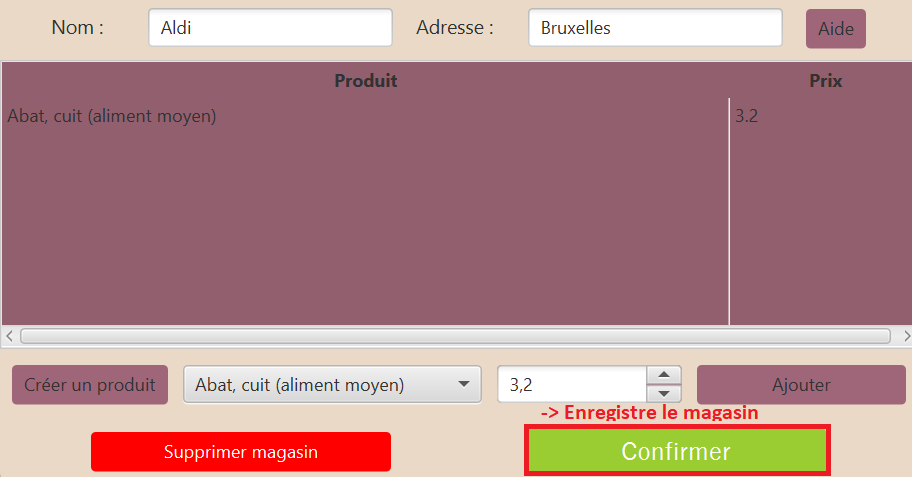 Nom : Aldi Adresse : Bruxelles Aide
Produit Prix
Abat, cuit (aliment moyen) 3.2
Créer un produit Abat, cuit (aliment moyen) 3,2 Ajouter
-> Enregistre le magasin
Supprimer magasin Confirmer